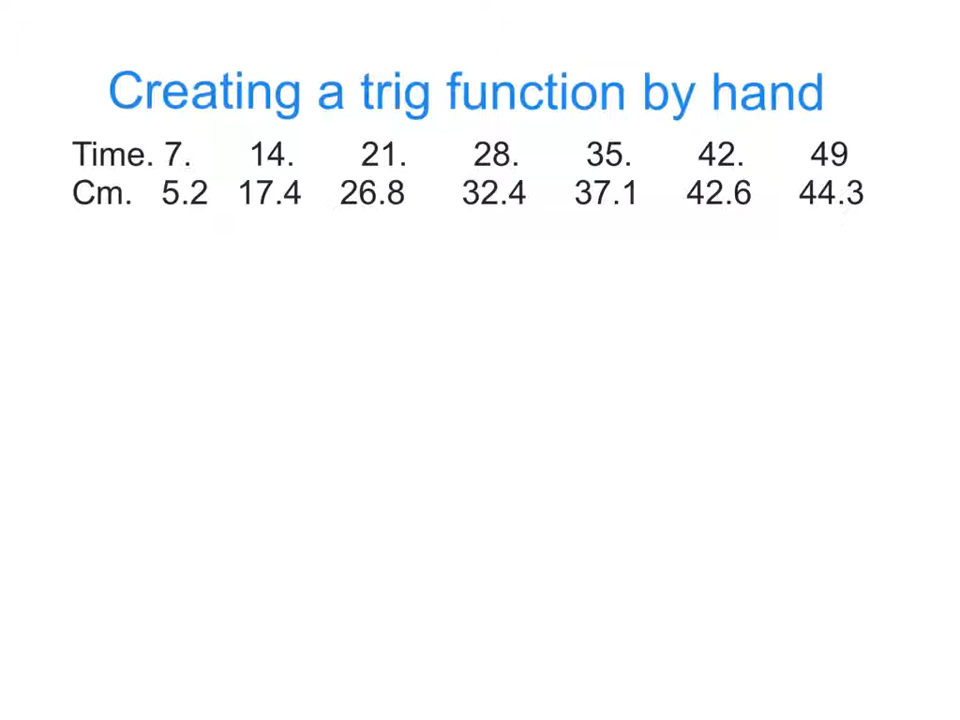 Creating a trig function by hand
Time. 7. 14. 21. 28. 35. 42. 49
Cm. 5.2 17.4 26.8 32.4 37.1 42.6 44.3